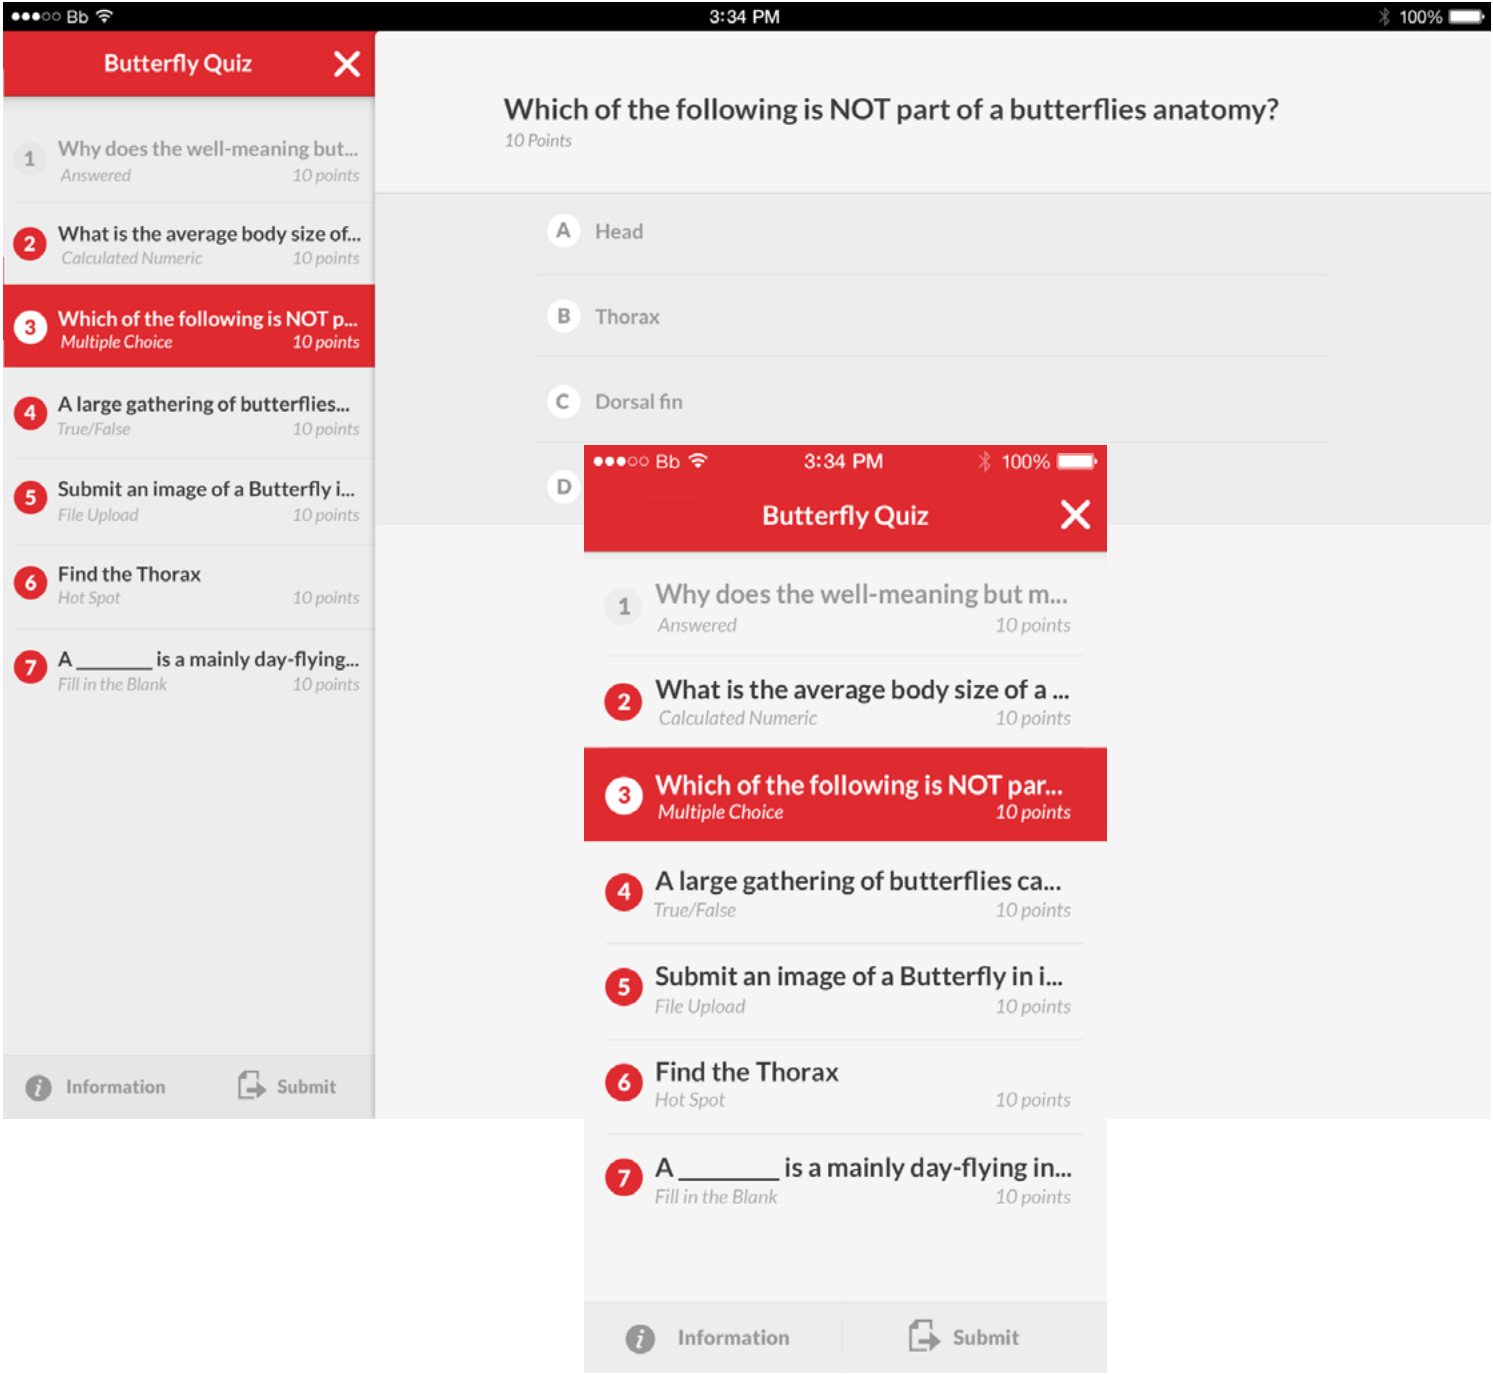 Bb 3:34 PM 100%
Butterfly Quiz
1 Why does the well-meaning but...
Answered 10 points
2 What is the average body size of...
Calculated Numeric 10 points
3 Which of the following is NOT p...
Multiple Choice 10 points
4 A large gathering of butterflies...
True/False 10 points
5 Submit an image of a Butterfly i...
File Upload 10 points
6 Find the Thorax
Hot Spot 10 points
7 A ________ is a mainly day-flying...
Fill in the Blank 10 points
Information Submit
Which of the following is NOT part of a butterflies anatomy?
10 Points
A Head
B Thorax
C Dorsal fin
D
Bb 3:34 PM 100%
Butterfly Quiz
1 Why does the well-meaning but m...
Answered 10 points
2 What is the average body size of a ...
Calculated Numeric 10 points
3 Which of the following is NOT par...
Multiple Choice 10 points
4 A large gathering of butterflies ca...
True/False 10 points
5 Submit an image of a Butterfly in i...
File Upload 10 points
6 Find the Thorax
Hot Spot 10 points
7 A ________ is a mainly day-flying in...
Fill in the Blank 10 points
Information Submit